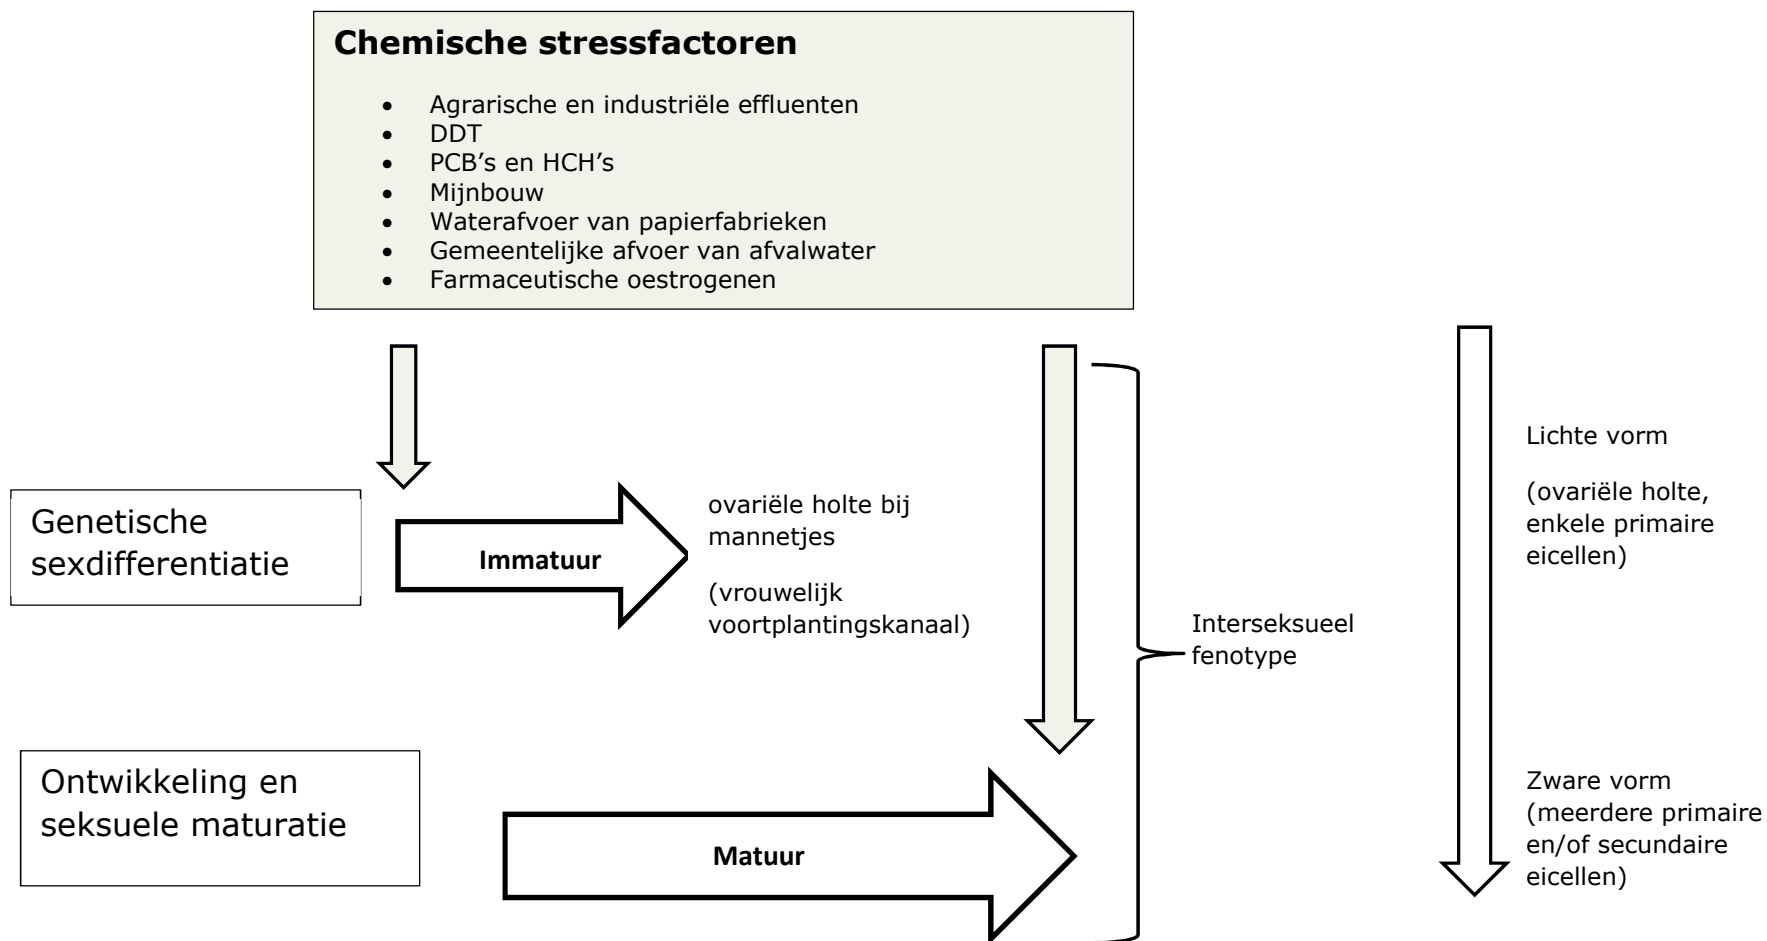 Chemische stressfactoren
• Agrarische en industriële effluenten
• DDT
• PCB’s en HCH’s
• Mijnbouw
• Waterafvoer van papierfabrieken
• Gemeentelijke afvoer van afvalwater
• Farmaceutische oestrogenen
Genetische
sexdifferentiatie
Immatuur
ovariële holte bij
mannetjes
(vrouwelijk
voortplantingskanaal)
Ontwikkeling en
seksuele maturatie
Matuur
Interseksueel
fenotype
Lichte vorm
(ovariële holte,
enkele primaire
eicellen)
Zware vorm
(meerdere primaire
en/of secundaire
eicellen)